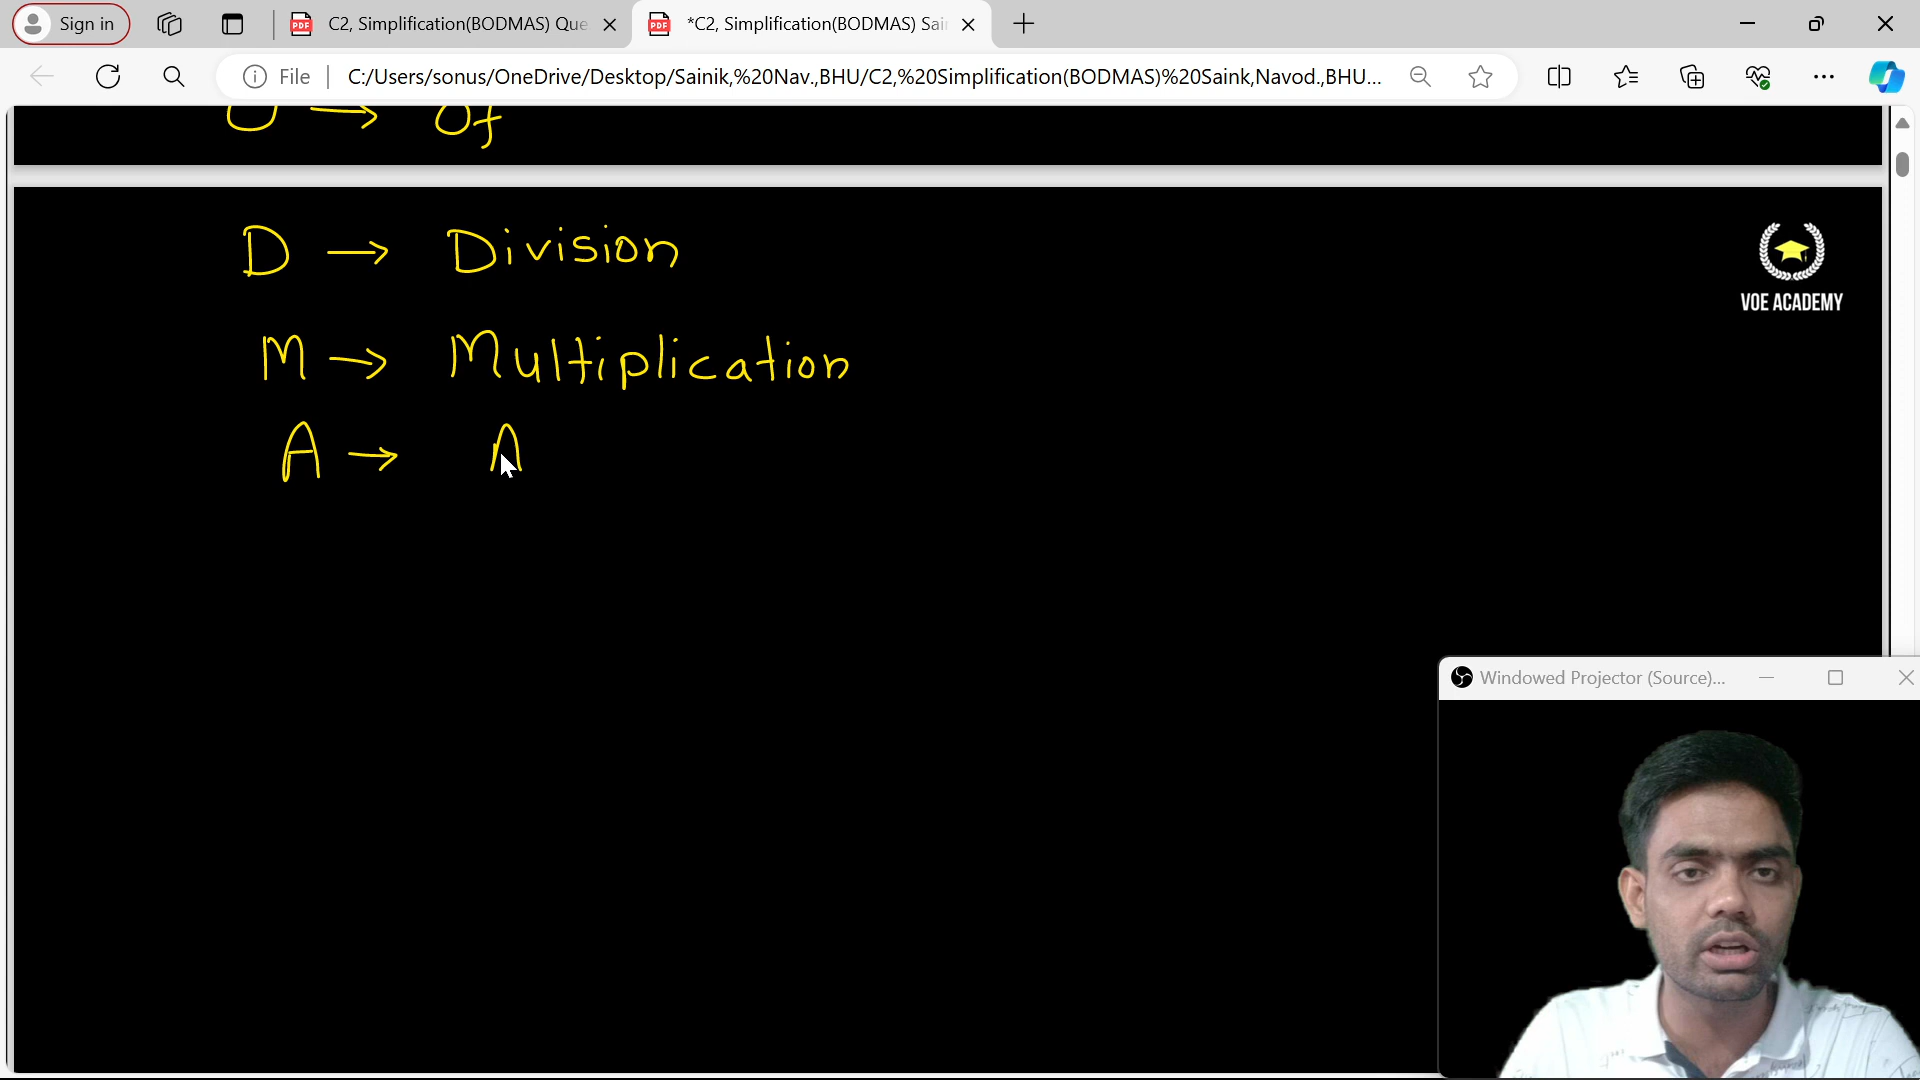 Sign in
C2, Simplification(BODMAS) Que
*C2, Simplification(BODMAS) Sai
File
C:/Users/sonus/OneDrive/Desktop/Sainik,%20Nav.,BHU/C2,%20Simplification(BODMAS)%20Saink,Navod.,BHU...
O → Of
D → Division
M → Multiplication
A → A
VOE ACADEMY
Windowed Projector (Source)...